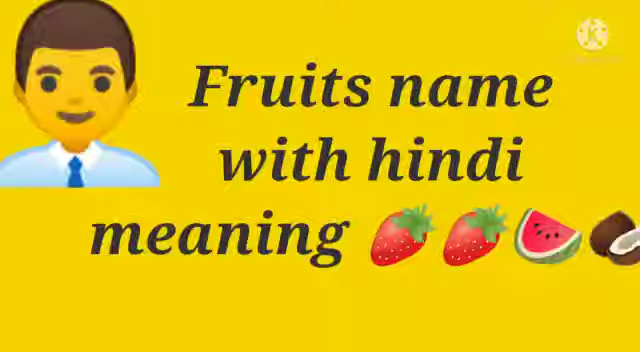 Fruits name
with hindi
meaning 🍓🍓🍉🥥